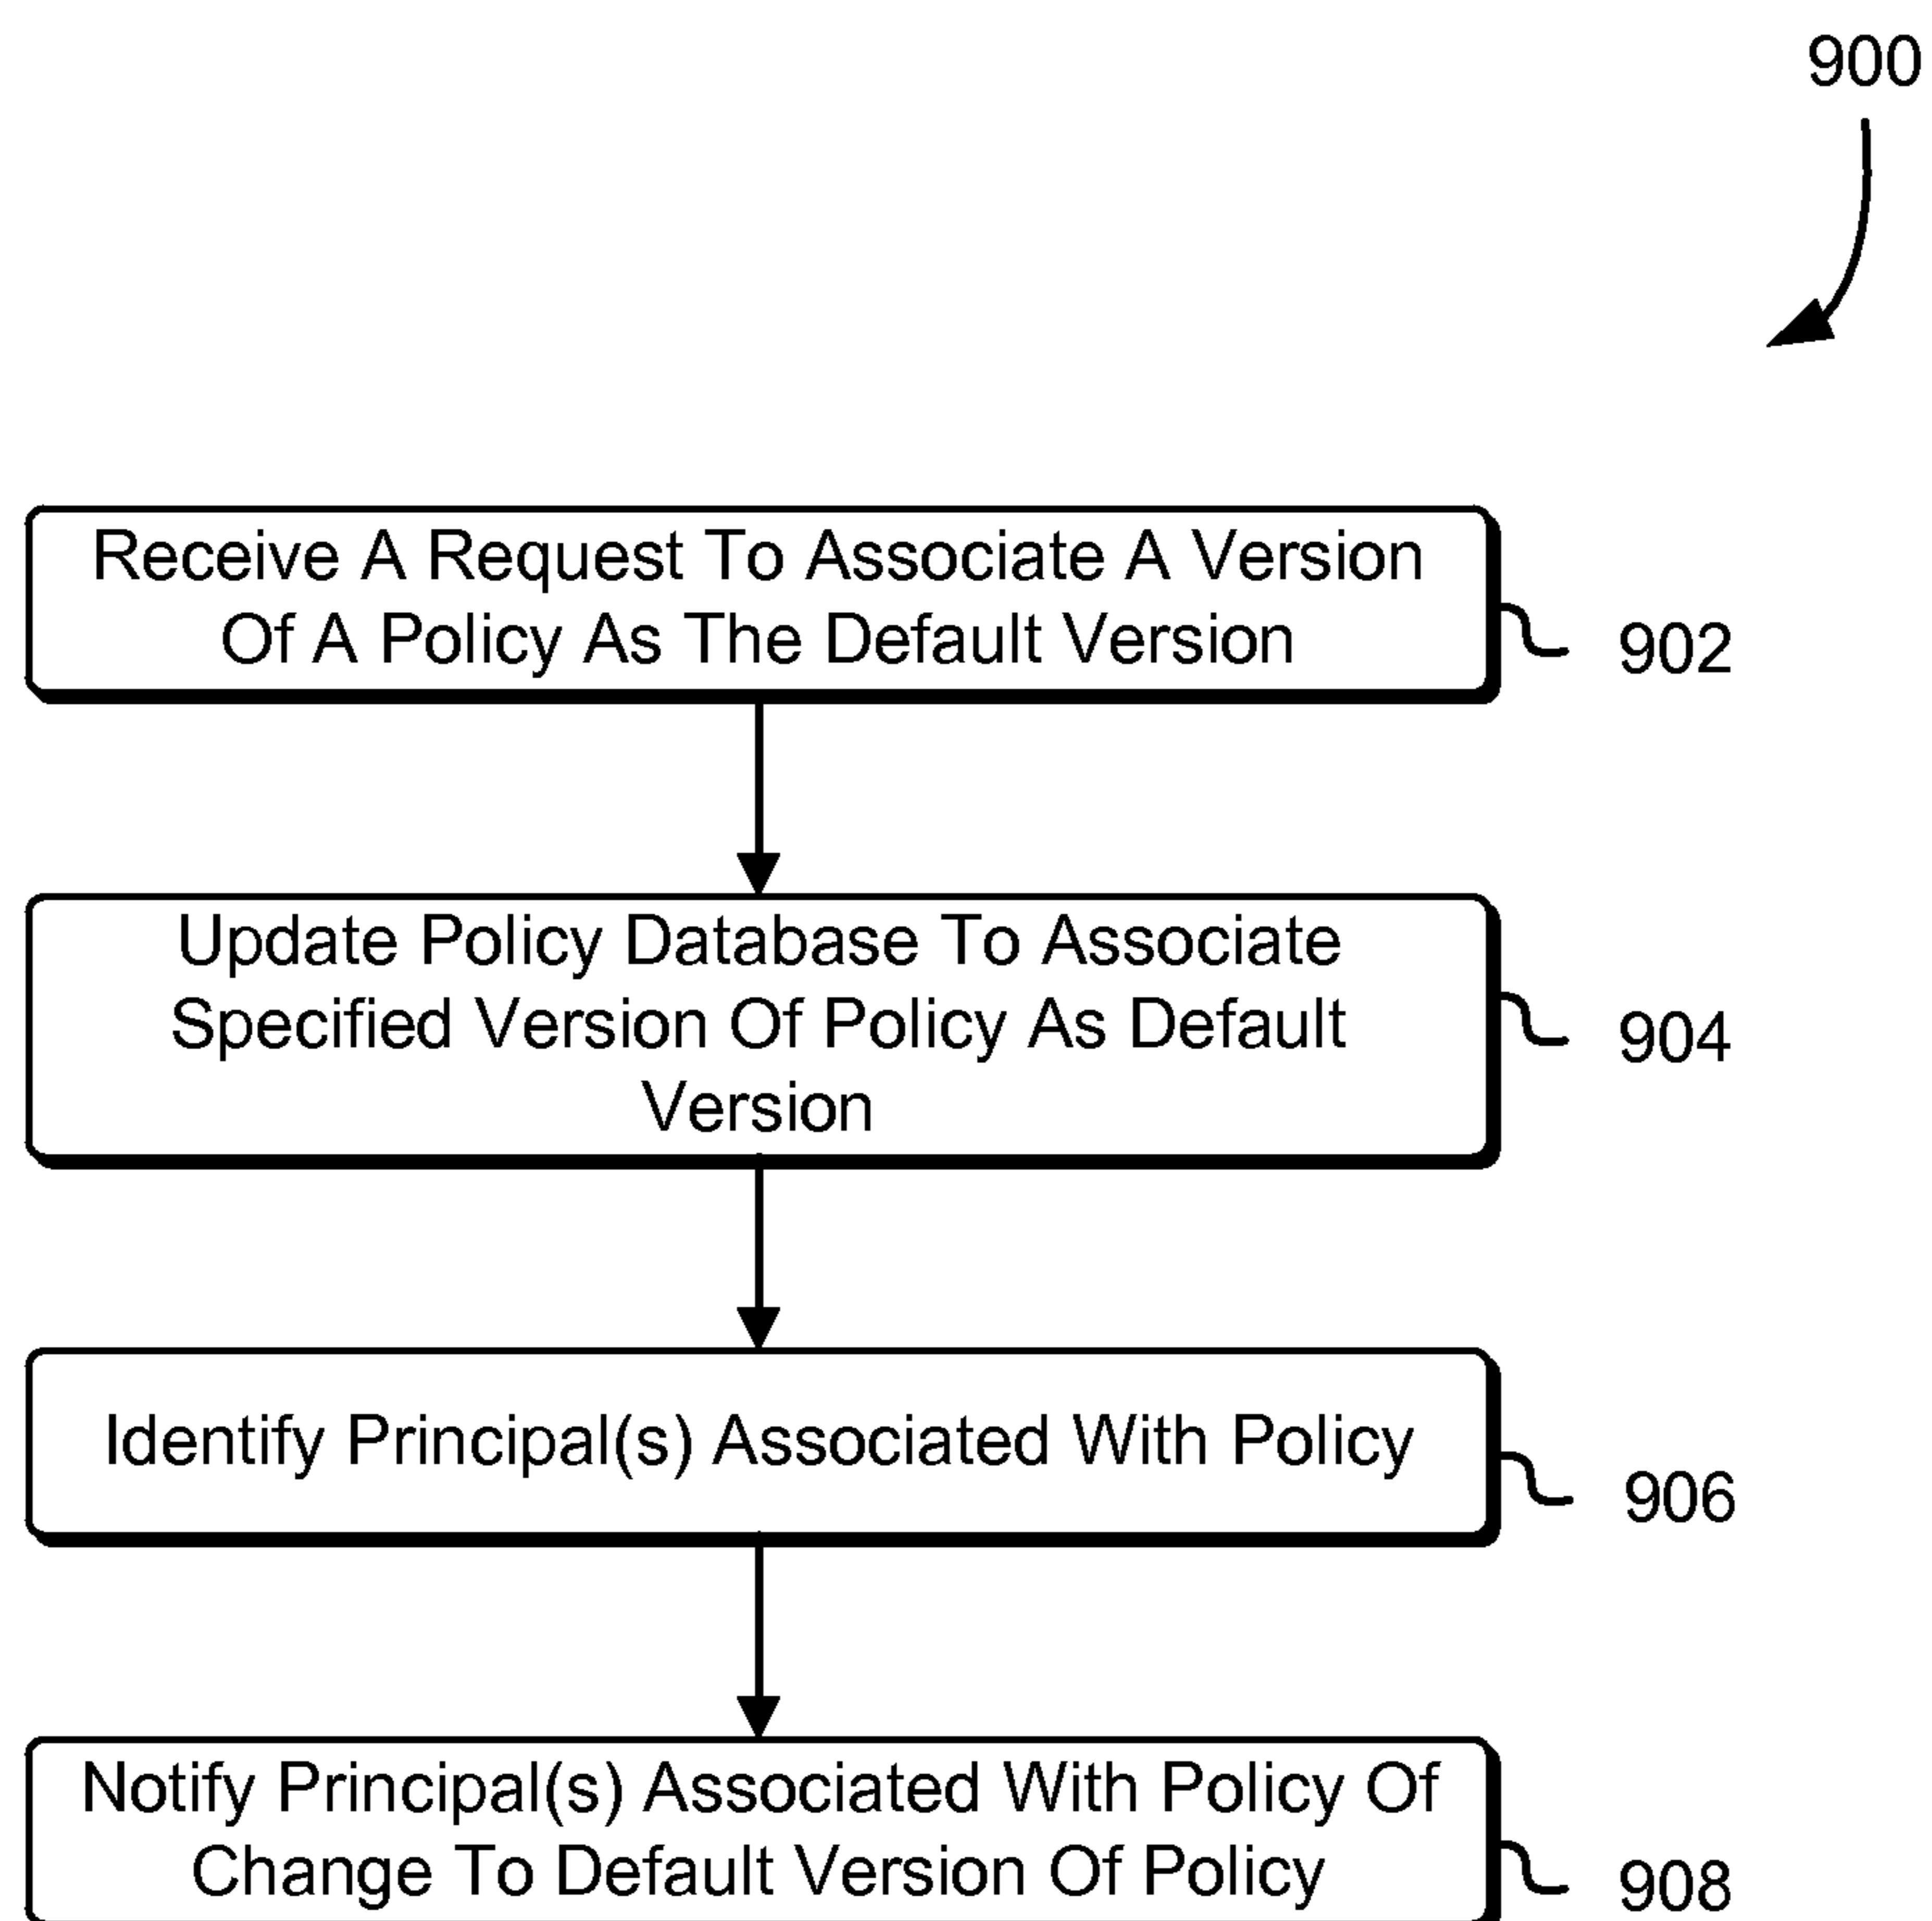 900
Receive A Request To Associate A Version
Of A Policy As The Default Version
902
Update Policy Database To Associate
Specified Version Of Policy As Default
Version
904
Identify Principal(s) Associated With Policy
906
Notify Principal(s) Associated With Policy Of
Change To Default Version Of Policy
908